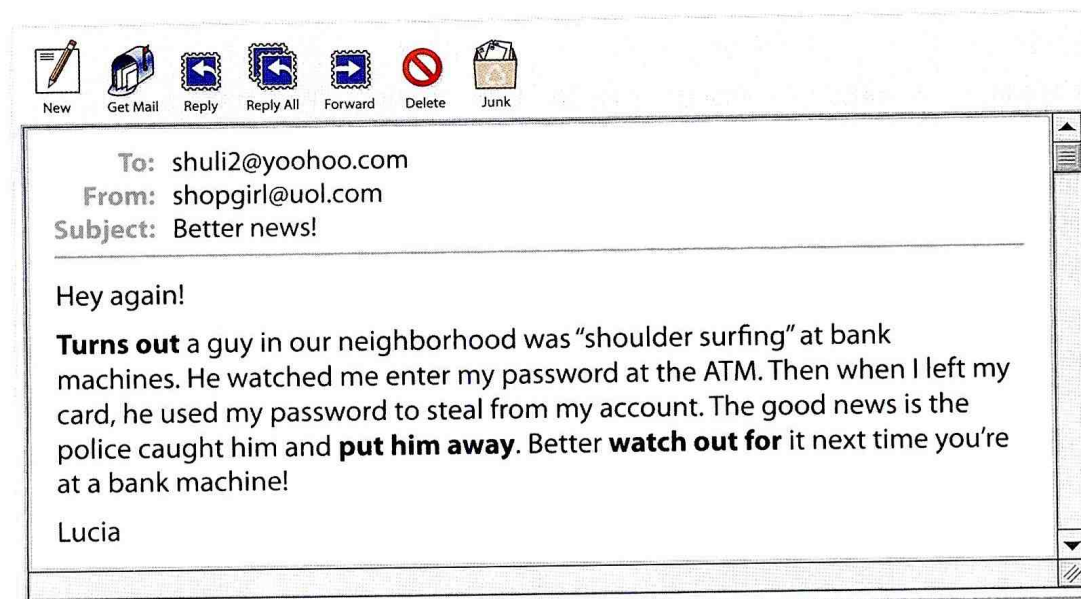 New Get Mail Reply Reply All Forward Delete Junk
To: shuli2@yoohoo.com
From: shopgirl@uol.com
Subject: Better news!
Hey again!
Turns out a guy in our neighborhood was “shoulder surfing” at bank
machines. He watched me enter my password at the ATM. Then when I left my
card, he used my password to steal from my account. The good news is the
police caught him and put him away. Better watch out for it next time you’re
at a bank machine!
Lucia